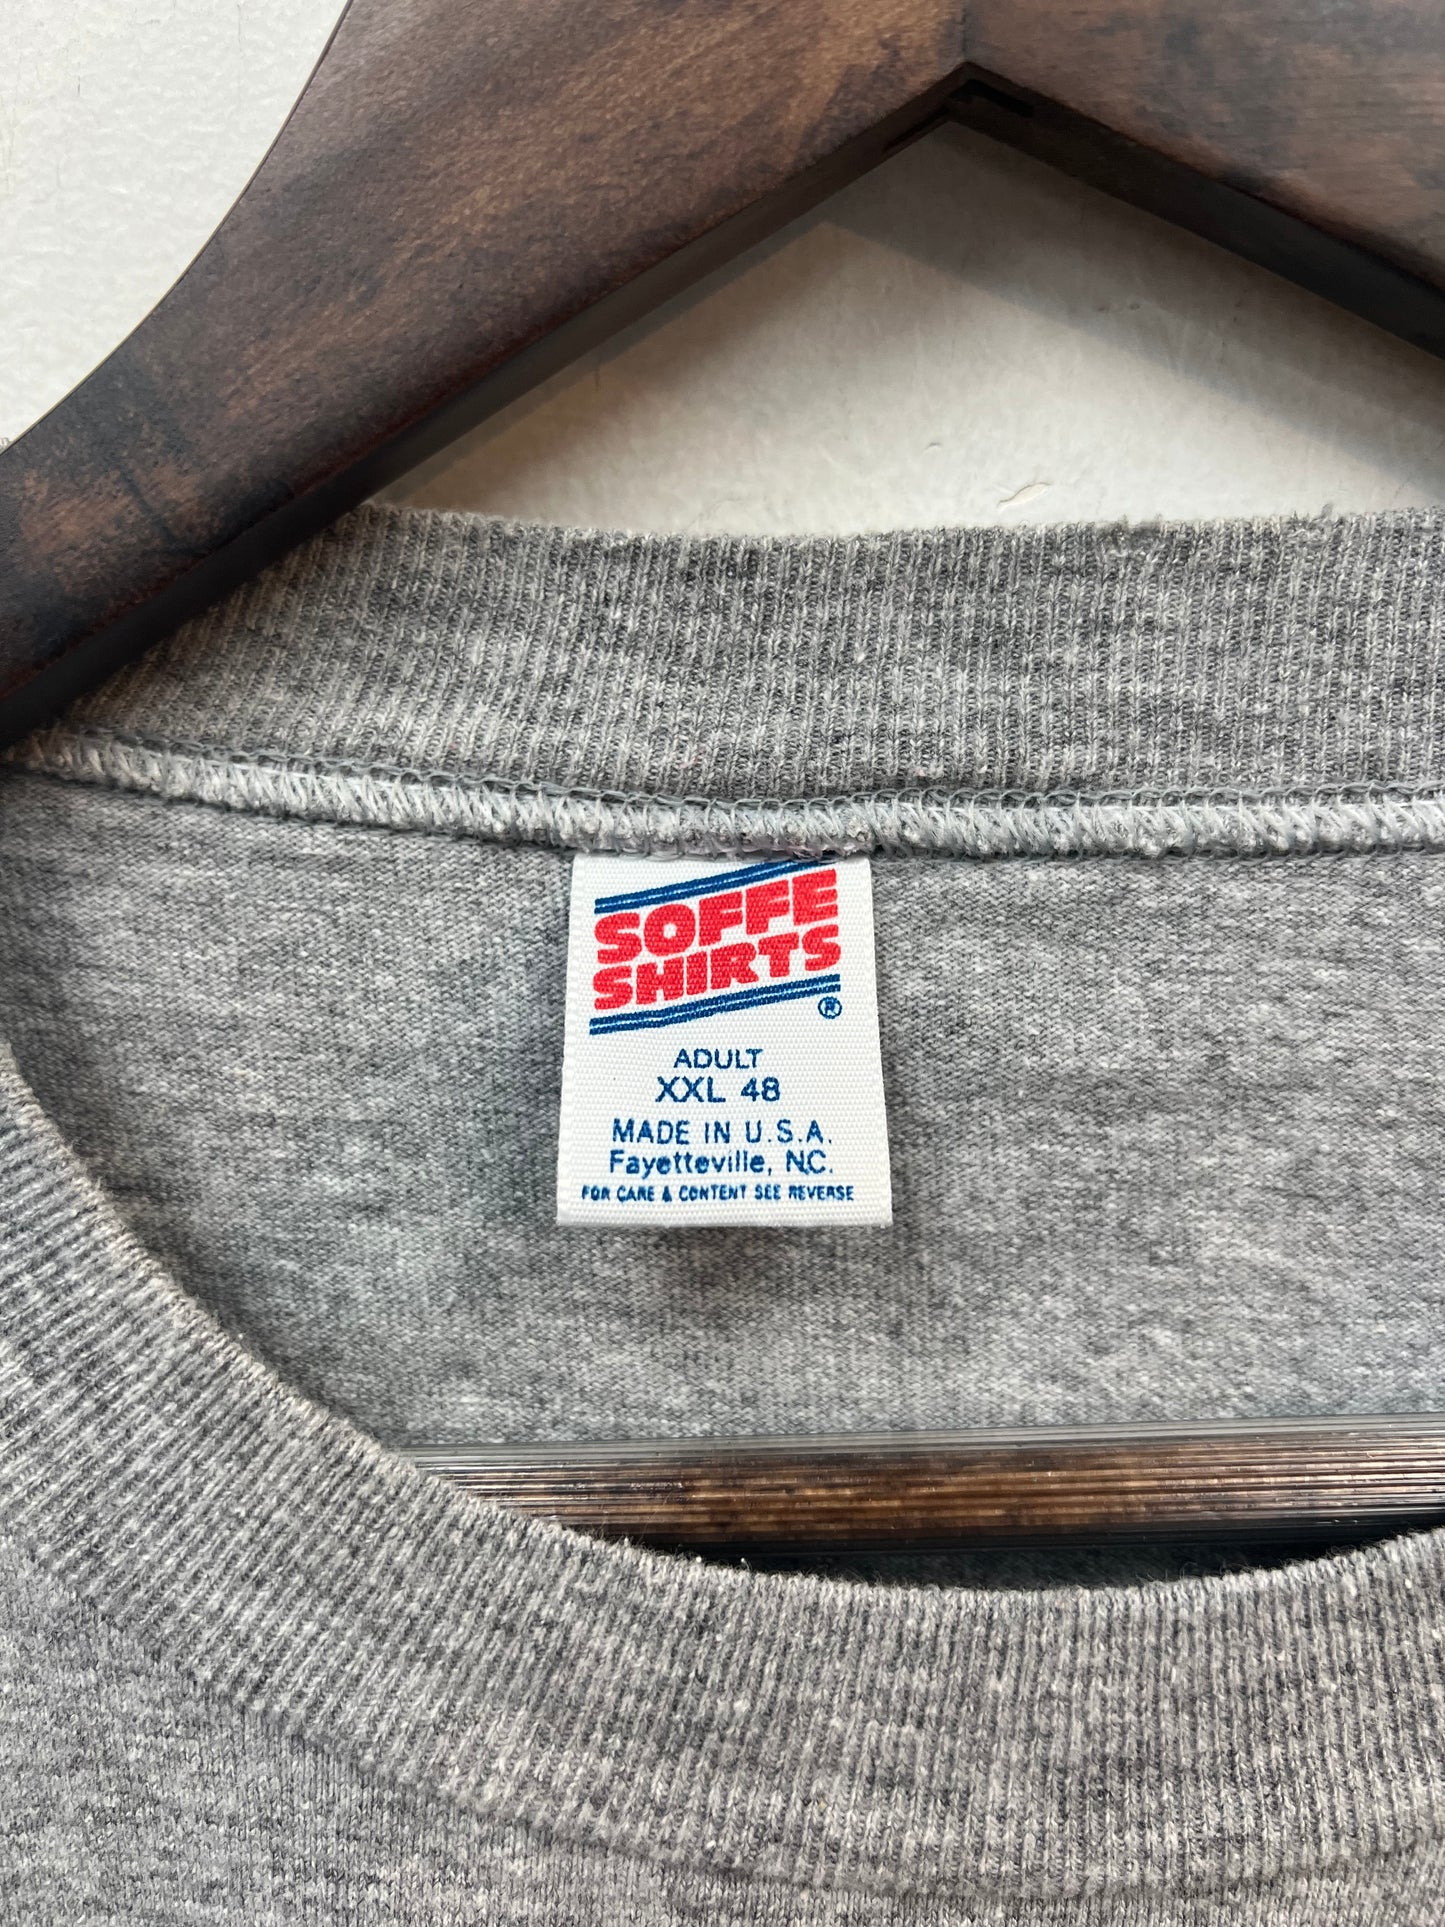 SOFFE
SHIRTS
®
ADULT
XXL 48
MADE IN U.S.A.
Fayetteville, NC.
FOR CARE & CONTENT SEE REVERSE